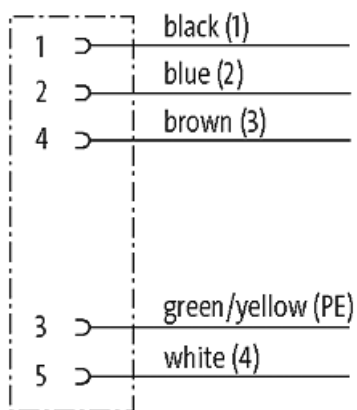 1 black (1)
2 blue (2)
4 brown (3)
3 green/yellow (PE)
5 white (4)